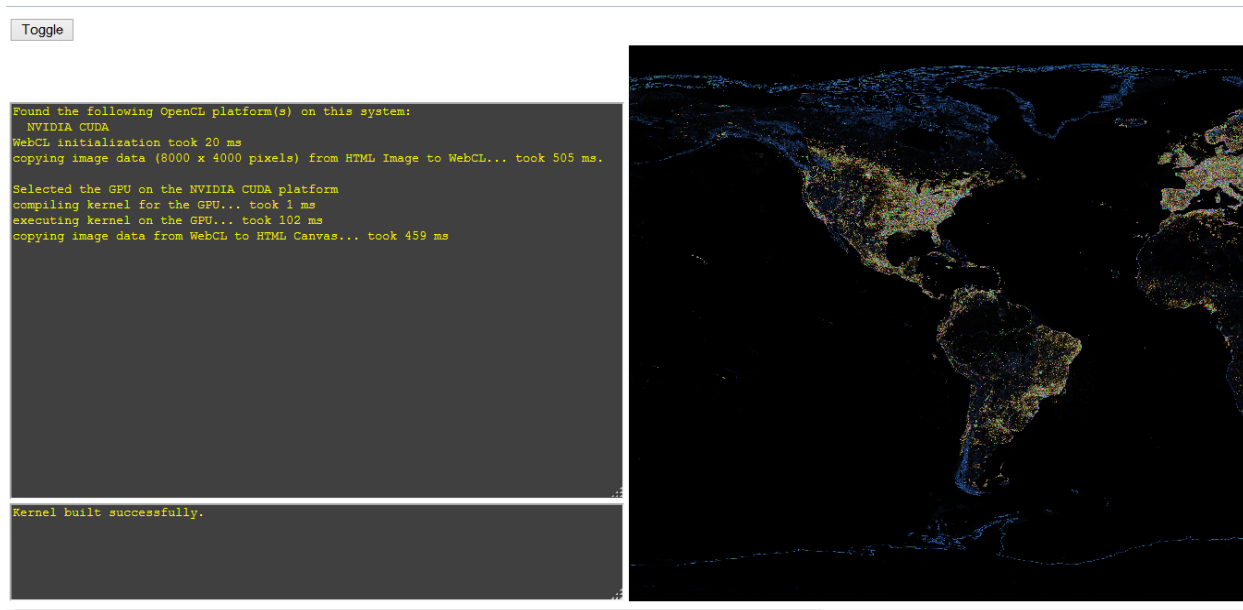 Toggle
Found the following OpenCL platform(s) on this system:
NVIDIA CUDA
WebCL initialization took 20 ms
copying image data (8000 x 4000 pixels) from HTML Image to WebCL... took 505 ms.
Selected the GPU on the NVIDIA CUDA platform
compiling kernel for the GPU... took 1 ms
executing kernel on the GPU... took 102 ms
copying image data from WebCL to HTML Canvas... took 459 ms
Kernel built successfully.